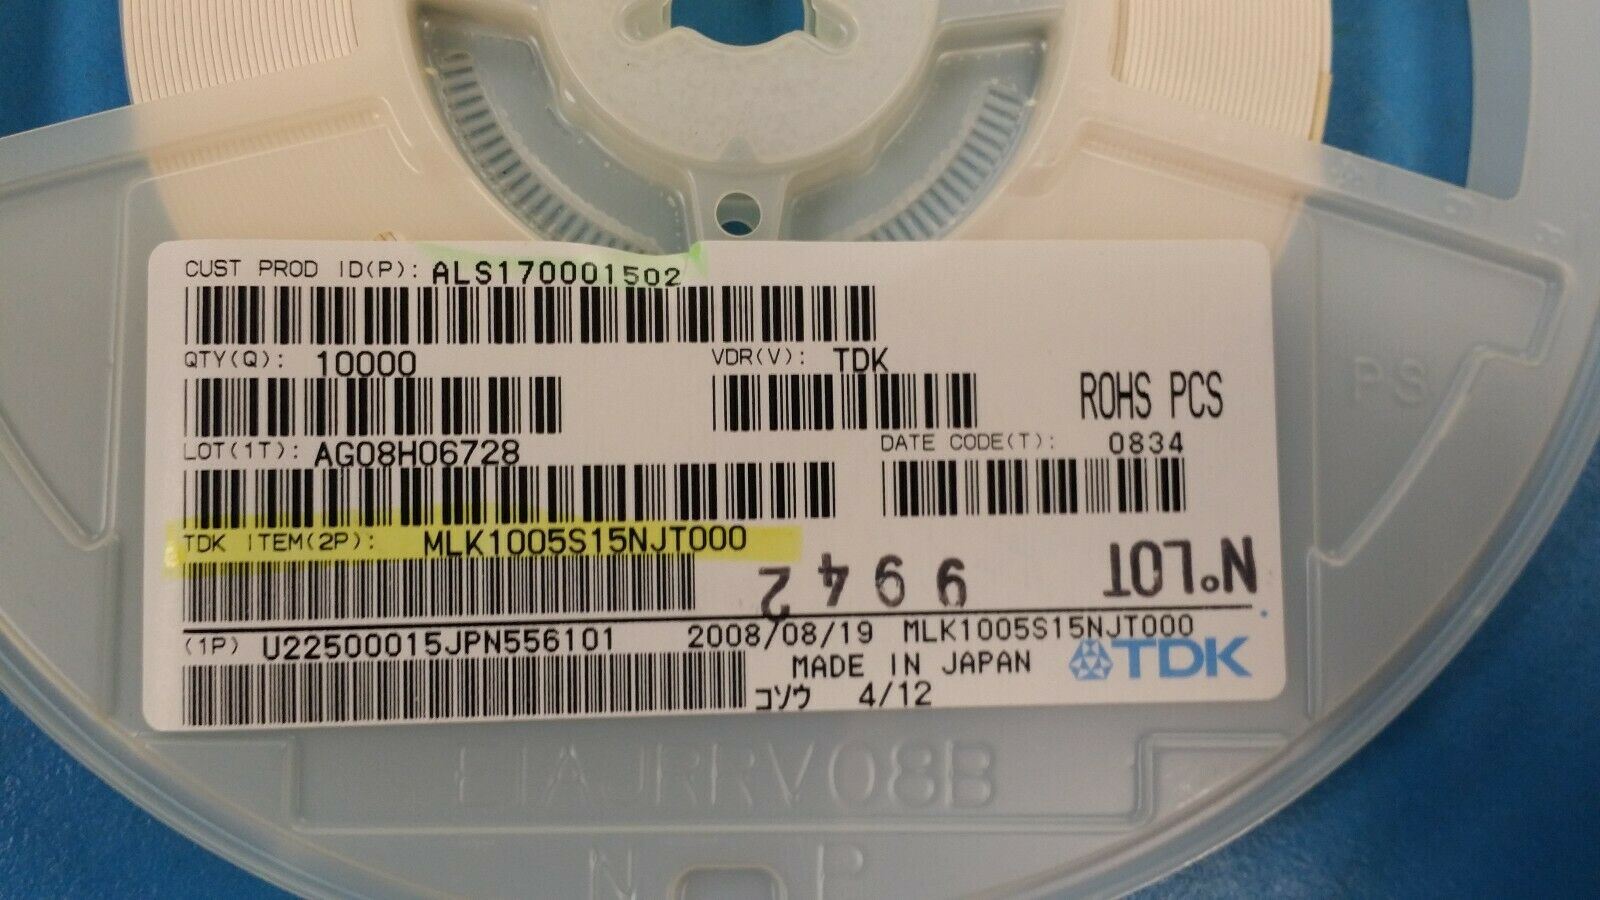 CUST PROD ID(P): ALS170001502
QTY(Q): 10000
VDR(V): TDK
ROHS PCS
LOT(1T): AG08H06728
DATE CODE(T): 0834
TDK ITEM(2P): MLK1005S15NJT000
N° LOT 9942
(1P) U22500015JPN556101
2008/08/19 MLK1005S15NJT000
MADE IN JAPAN
TDK
コソウ 4/12
PS
EIAJRRV08B
N P